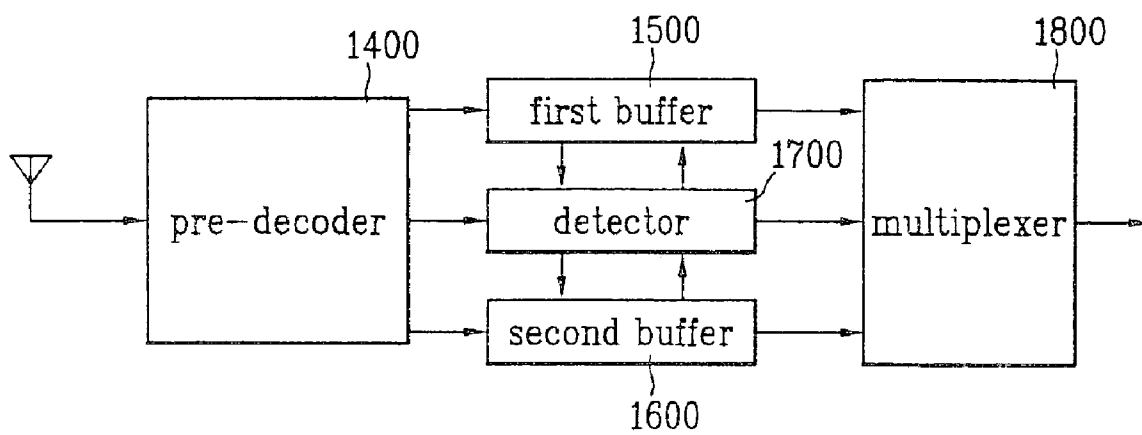 1400
1500
1800
first buffer
1700
pre-decoder
detector
multiplexer
second buffer
1600